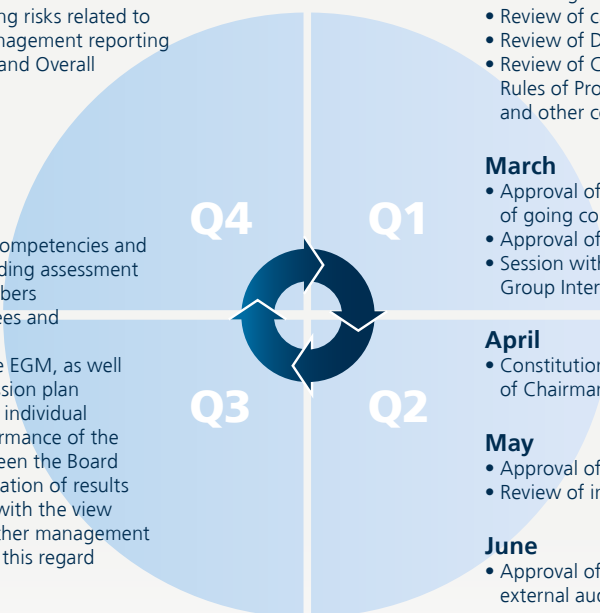 ng risks related to
nagement reporting
and Overall
ompetencies and
ding assessment
bers
ees and
e EGM, as well
ssion plan
individual
rmance of the
een the Board
ation of results
with the view
her management
this regard
Q4
Q1
Q3
Q2
• Review of c
• Review of D
• Review of C
Rules of Pro
and other co
March
• Approval of
of going co
• Approval of
• Session with
Group Inter
April
• Constitution
of Chairmar
May
• Approval of
• Review of in
June
• Approval of
external aud